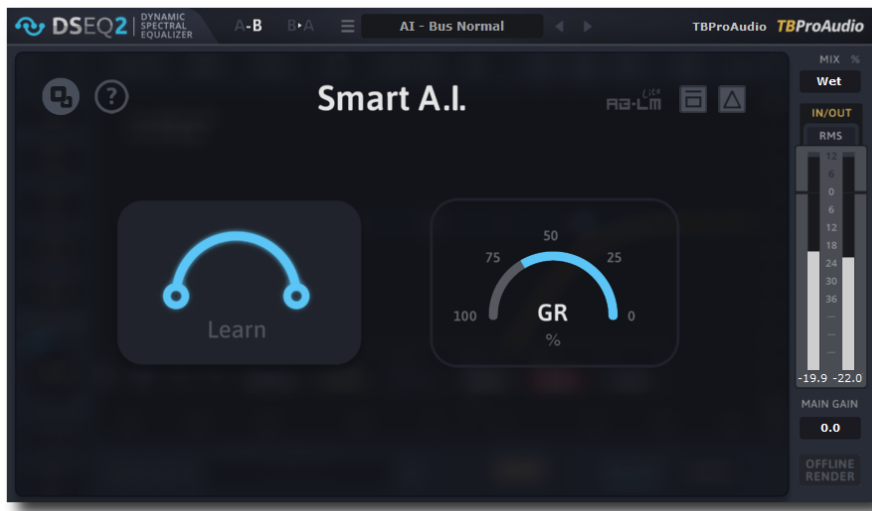 DSEQ2 DYNAMIC
SPECTRAL
EQUALIZER
A-B
B▸A
AI - Bus Normal
TBProAudio
TBProAudio
Smart A.I.
?
AB-LM Lite
Learn
50
75
25
100
GR
0
%
MIX %
Wet
IN/OUT
RMS
12
6
0
6
12
18
24
30
36
-19.9 -22.0
MAIN GAIN
0.0
OFFLINE
RENDER